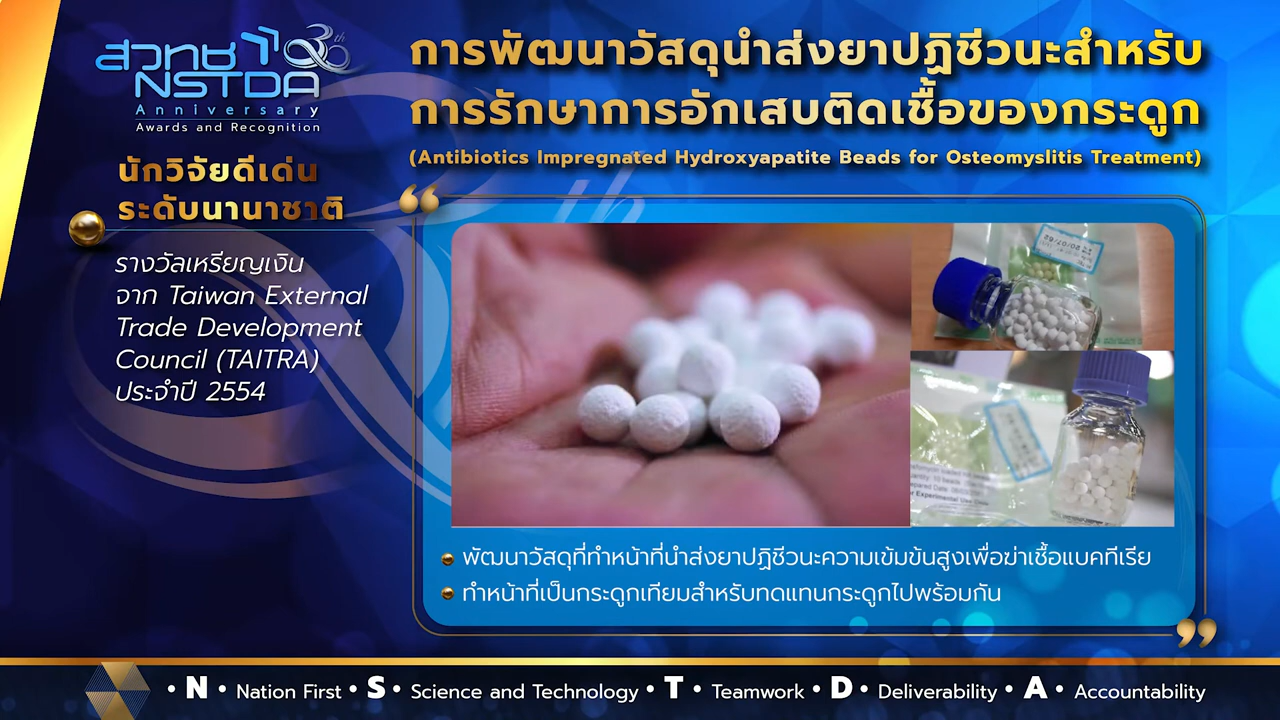 สวทช
NSTDA
30th
Anniversary
Awards and Recognition
นักวิจัยดีเด่น
ระดับนานาชาติ
รางวัลเหรียญเงิน
จาก Taiwan External
Trade Development
Council (TAITRA)
ประจำปี 2554
การพัฒนาวัสดุนำส่งยาปฏิชีวนะสำหรับ
การรักษาการอักเสบติดเชื้อของกระดูก
(Antibiotics Impregnated Hydroxyapatite Beads for Osteomyslitis Treatment)
th
20/07/62
Experimental Use
พัฒนาวัสดุที่ทำหน้าที่นำส่งยาปฏิชีวนะความเข้มข้นสูงเพื่อฆ่าเชื้อแบคทีเรีย
ทำหน้าที่เป็นกระดูกเทียมสำหรับทดแทนกระดูกไปพร้อมกัน
• N • Nation First • S • Science and Technology • T • Teamwork • D • Deliverability • A • Accountability